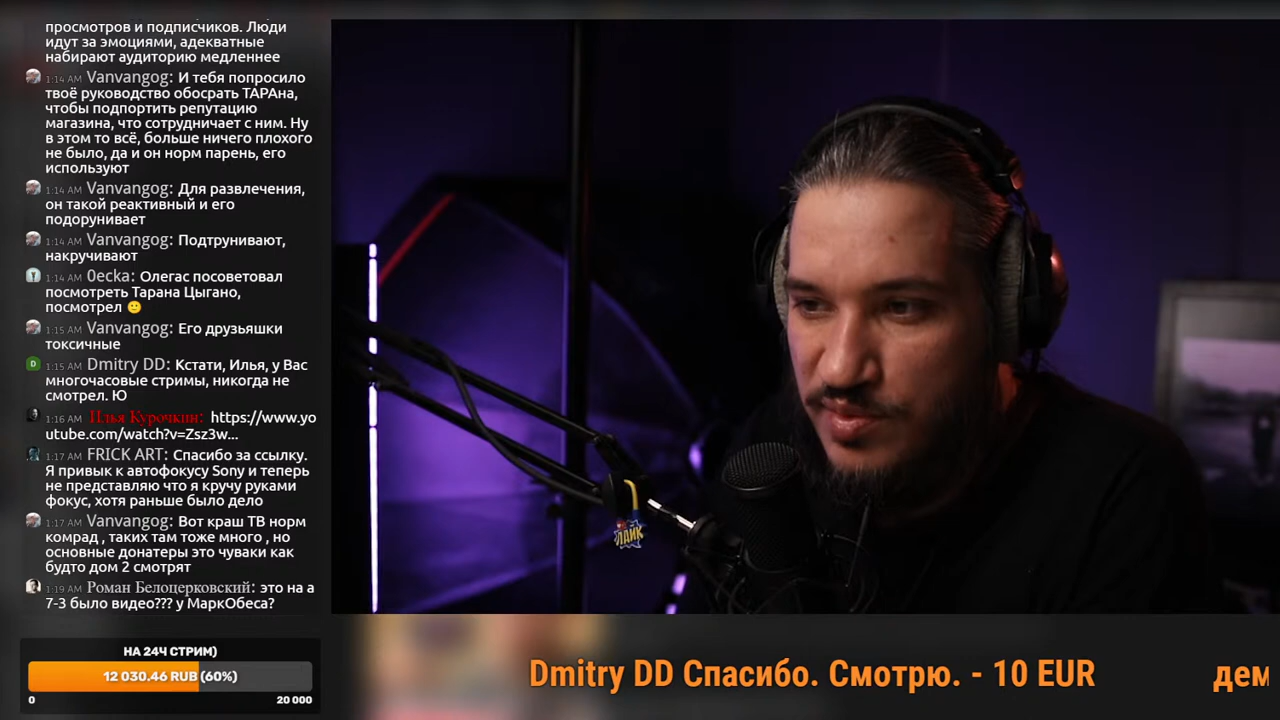 просмотров и подписчиков. Люди
идут за эмоциями, адекватные
набирают аудиторию медленнее
1:14 AM Vanvangog: И тебя попросило
твоё руководство обосрать ТАРАна,
чтобы подпортить репутацию
магазина, что сотрудничает с ним. Ну
в этом то всё, больше ничего плохого
не было, да и он норм парень, его
используют
1:14 AM Vanvangog: Для развлечения,
он такой реактивный и его
подорунивает
1:14 AM Vanvangog: Подтрунивают,
накручивают
1:14 AM 0ecka: Олегас посоветовал
посмотреть Тарана Цыгано,
посмотрел 🙂
1:15 AM Vanvangog: Его друзьяшки
токсичные
D 1:15 AM Dmitry DD: Кстати, Илья, у Вас
многочасовые стримы, никогда не
смотрел. Ю
1:16 AM Илья Курочкин: https://www.yo
utube.com/watch?v=Zsz3w...
1:17 AM FRICK ART: Спасибо за ссылку.
Я привык к автофокусу Sony и теперь
не представляю что я кручу руками
фокус, хотя раньше было дело
1:17 AM Vanvangog: Вот краш ТВ норм
комрад , таких там тоже много , но
основные донатеры это чуваки как
будто дом 2 смотрят
1:19 AM Роман Белоцерковский: это на а
7-3 было видео??? у МаркОбеса?
ЛАЙК
НА 24Ч СТРИМ)
12 030.46 RUB (60%)
0 20 000
Dmitry DD Спасибо. Смотрю. - 10 EUR дем